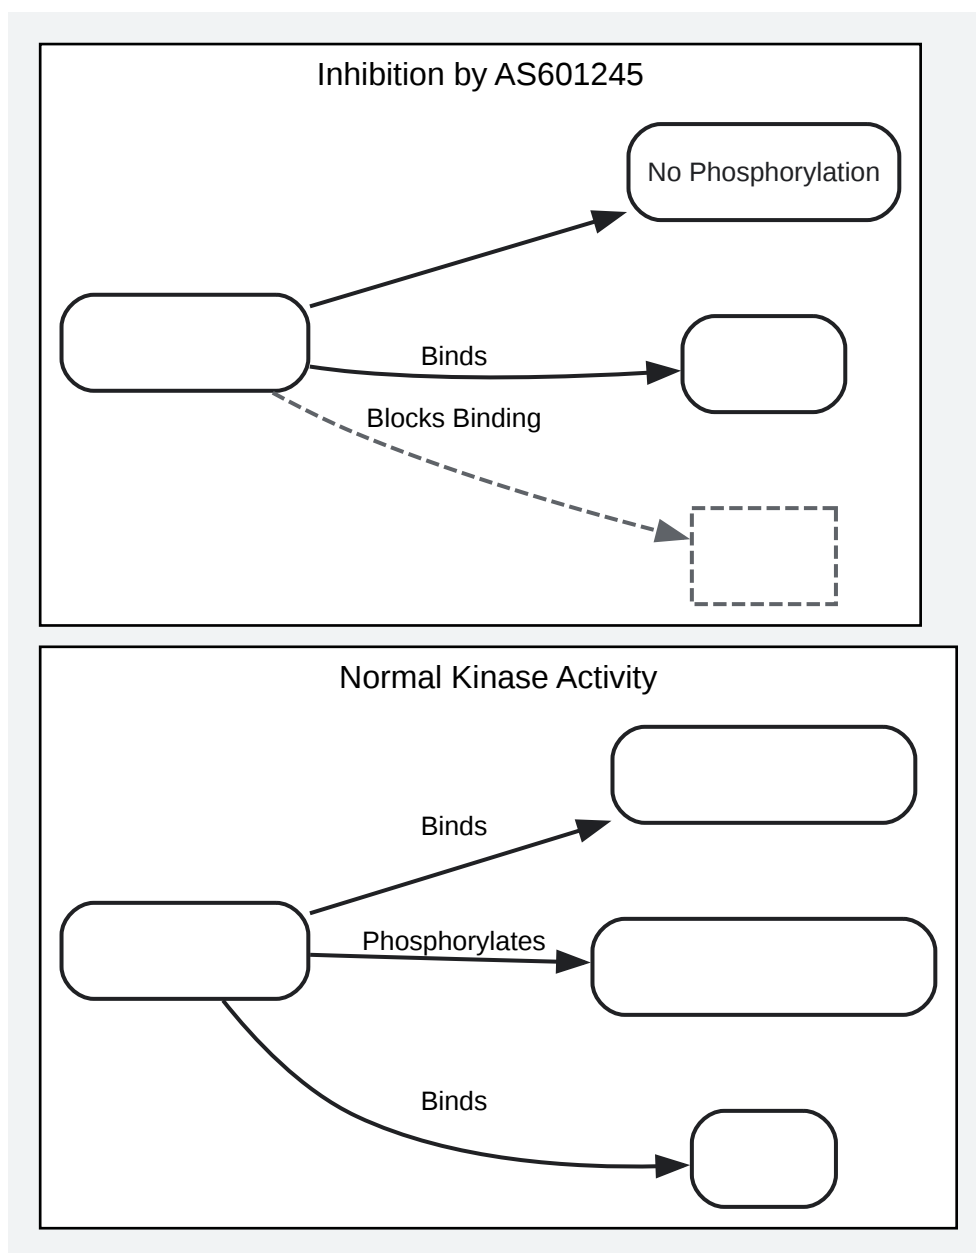 Inhibition by AS601245
No Phosphorylation
Binds
Blocks Binding
Normal Kinase Activity
Binds
Phosphorylates
Binds